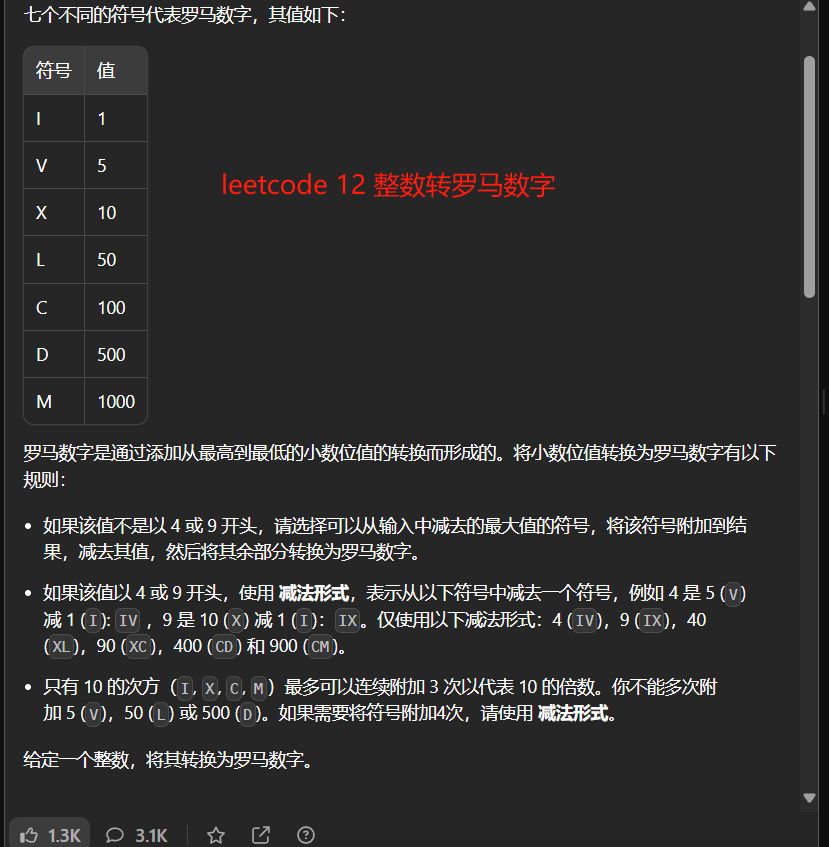 七个不同的符号代表罗马数字，其值如下：
符号 值
I 1
V 5
leetcode 12 整数转罗马数字
X 10
L 50
C 100
D 500
M 1000
罗马数字是通过添加从最高到最低的小数位值的转换而形成的。将小数位值转换为罗马数字有以下
规则：
• 如果该值不是以 4 或 9 开头，请选择可以从输入中减去的最大值的符号，将该符号附加到结
果，减去其值，然后将其余部分转换为罗马数字。
• 如果该值以 4 或 9 开头，使用 减法形式，表示从以下符号中减去一个符号，例如 4 是 5 (V)
减 1 (I): IV ，9 是 10 (X) 减 1 (I)：IX。仅使用以下减法形式：4 (IV)，9 (IX)，40
(XL)，90 (XC)，400 (CD) 和 900 (CM)。
• 只有 10 的次方（I, X, C, M）最多可以连续附加 3 次以代表 10 的倍数。你不能多次附
加 5 (V)，50 (L) 或 500 (D)。如果需要将符号附加4次，请使用 减法形式。
给定一个整数，将其转换为罗马数字。
1.3K 3.1K